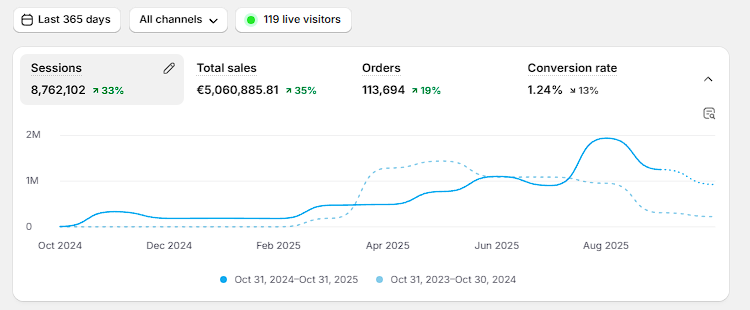 Last 365 days
All channels
119 live visitors
Sessions
8,762,102 ↗ 33%
Total sales
€5,060,885.81 ↗ 35%
Orders
113,694 ↗ 19%
Conversion rate
1.24% ↘ 13%
2M
1M
0
Oct 2024 Dec 2024 Feb 2025 Apr 2025 Jun 2025 Aug 2025
Oct 31, 2024–Oct 31, 2025 Oct 31, 2023–Oct 30, 2024